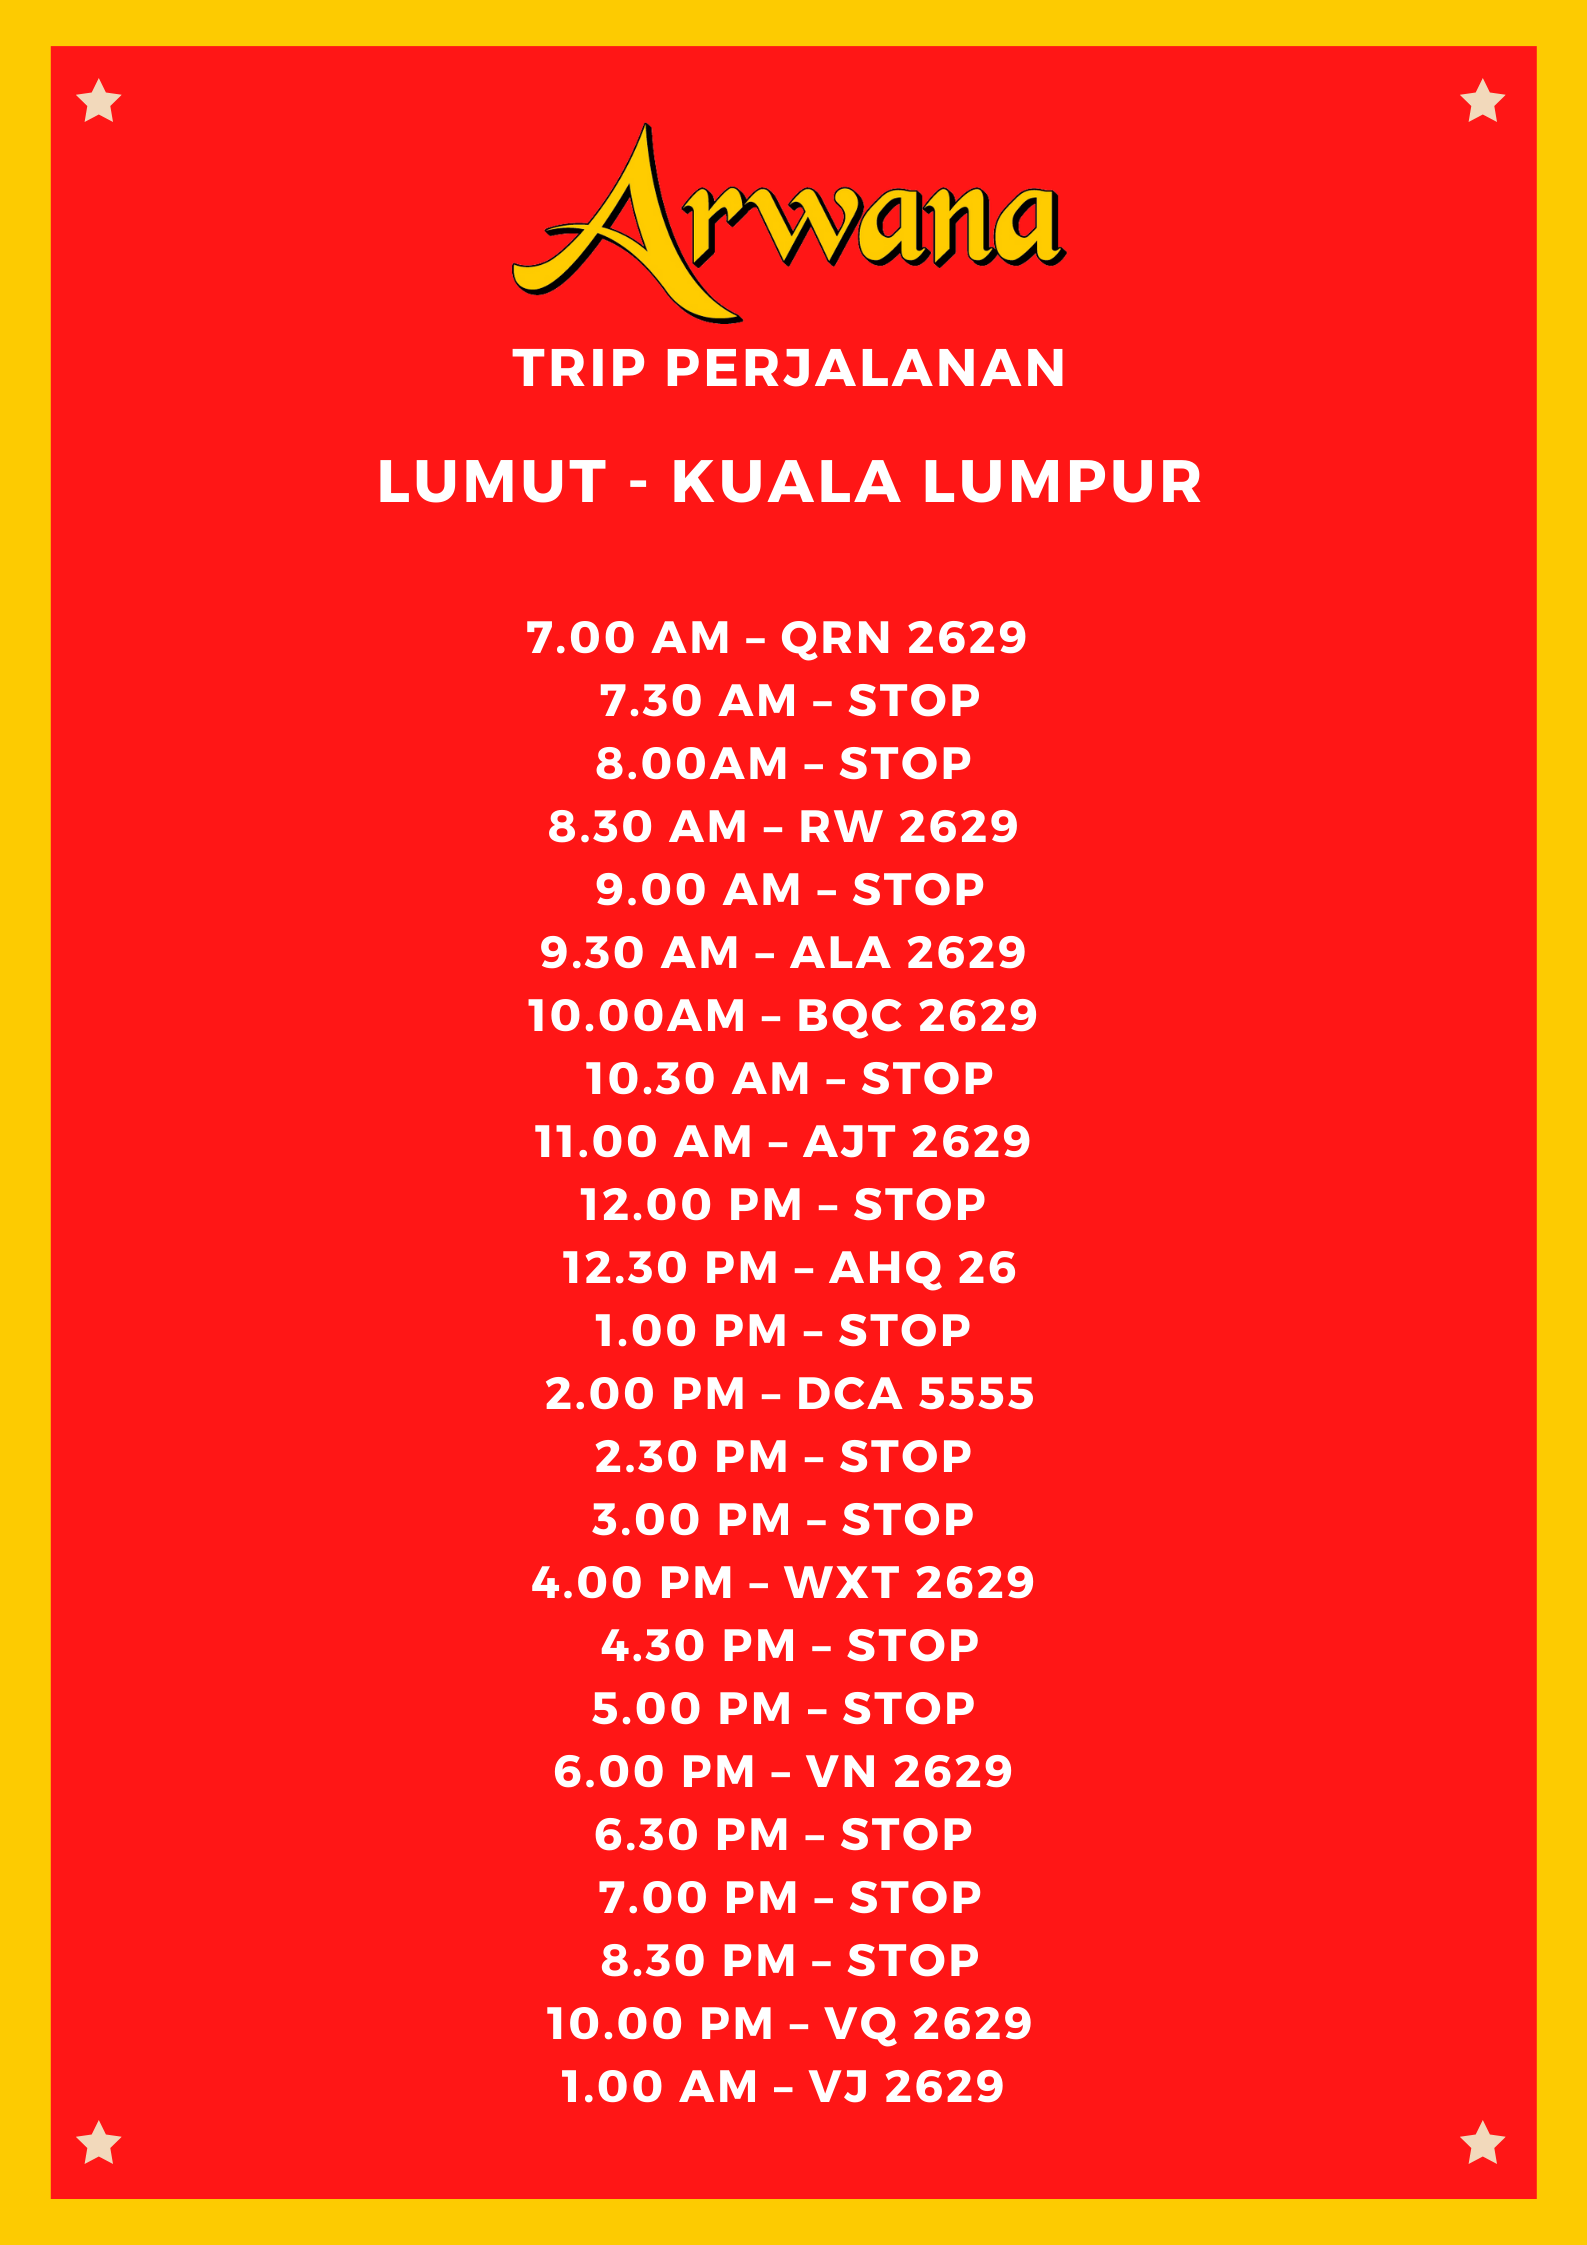 Arwana
TRIP PERJALANAN
LUMUT - KUALA LUMPUR
7.00 AM – QRN 2629
7.30 AM – STOP
8.00AM – STOP
8.30 AM – RW 2629
9.00 AM – STOP
9.30 AM – ALA 2629
10.00AM – BQC 2629
10.30 AM – STOP
11.00 AM – AJT 2629
12.00 PM – STOP
12.30 PM – AHQ 26
1.00 PM – STOP
2.00 PM – DCA 5555
2.30 PM – STOP
3.00 PM – STOP
4.00 PM – WXT 2629
4.30 PM – STOP
5.00 PM – STOP
6.00 PM – VN 2629
6.30 PM – STOP
7.00 PM – STOP
8.30 PM – STOP
10.00 PM – VQ 2629
1.00 AM – VJ 2629